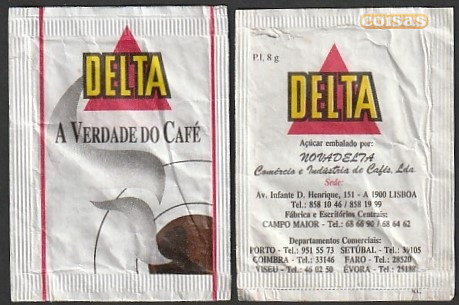 DELTA
A VERDADE DO CAFÉ
coisas
P.l. 8 g
DELTA
Açúcar embalado por:
NOVADELTA
Comércio e Indústria de Cafés, Lda
Sede:
Av. Infante D. Henrique, 151 - A 1900 LISBOA
Tel.: 858 10 46 / 858 19 99
Fábrica e Escritórios Centrais:
CAMPO MAIOR - Tel.: 68 66 90 / 68 64 62
Departamentos Comerciais:
PORTO - Tel.: 951 55 73 SETÚBAL - Tel.:
COIMBRA - Tel.: 33146 FARO - Tel.: 28520
VISEU - Tel.: 46 02 50 ÉVORA - Tel.: 25188